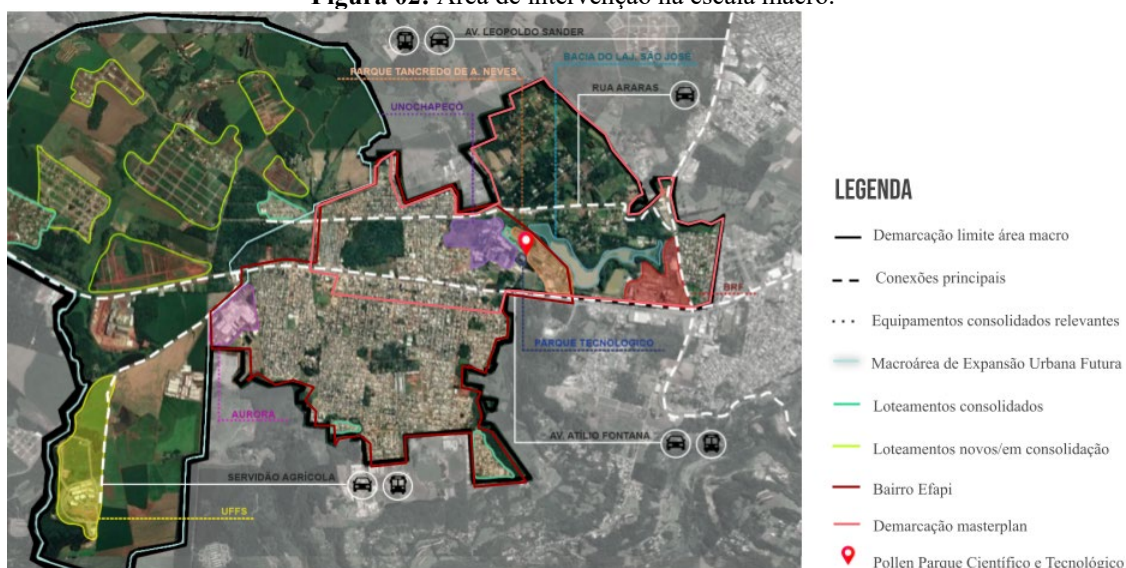 Figura 02: Área de intervenção na escala macro.
AV. LEOPOLDO SANDER
PARQUE TANCREDO DE A. NEVES
BACIA DO LAJ. SÃO JOSÉ
RUA ARARAS
UNOCHAPECÓ
BRF
PARQUE TECNOLÓGICO
AURORA
AV. ATÍLIO FONTANA
SERVIDÃO AGRÍCOLA
UFFS
LEGENDA
Demarcação limite área macro
Conexões principais
Equipamentos consolidados relevantes
Macroárea de Expansão Urbana Futura
Loteamentos consolidados
Loteamentos novos/em consolidação
Bairro Efapi
Demarcação masterplan
Pollen Parque Científico e Tecnológico